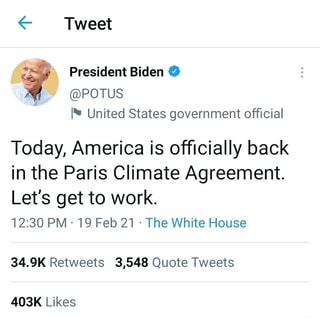 Tweet
President Biden
@POTUS
United States government official
Today, America is officially back
in the Paris Climate Agreement.
Let's get to work.
12:30 PM · 19 Feb 21 · The White House
34.9K Retweets 3,548 Quote Tweets
403K Likes